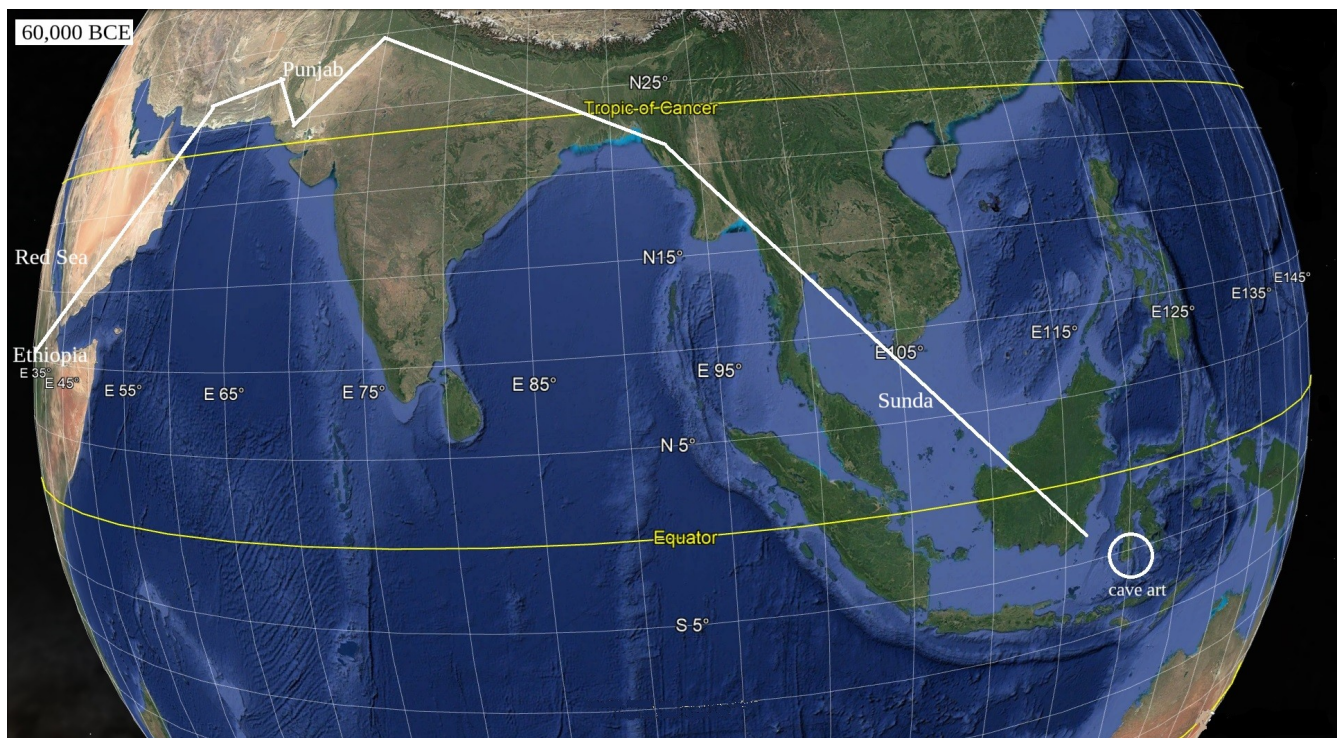 60,000 BCE
Punjab
N25°
Tropic of Cancer
Red Sea
N15°
E145°
E135°
E125°
E115°
Ethiopia
E 35°
E 45°
E 55°
E 65°
E 75°
E 85°
E 95°
E105°
Sunda
N 5°
Equator
cave art
S 5°